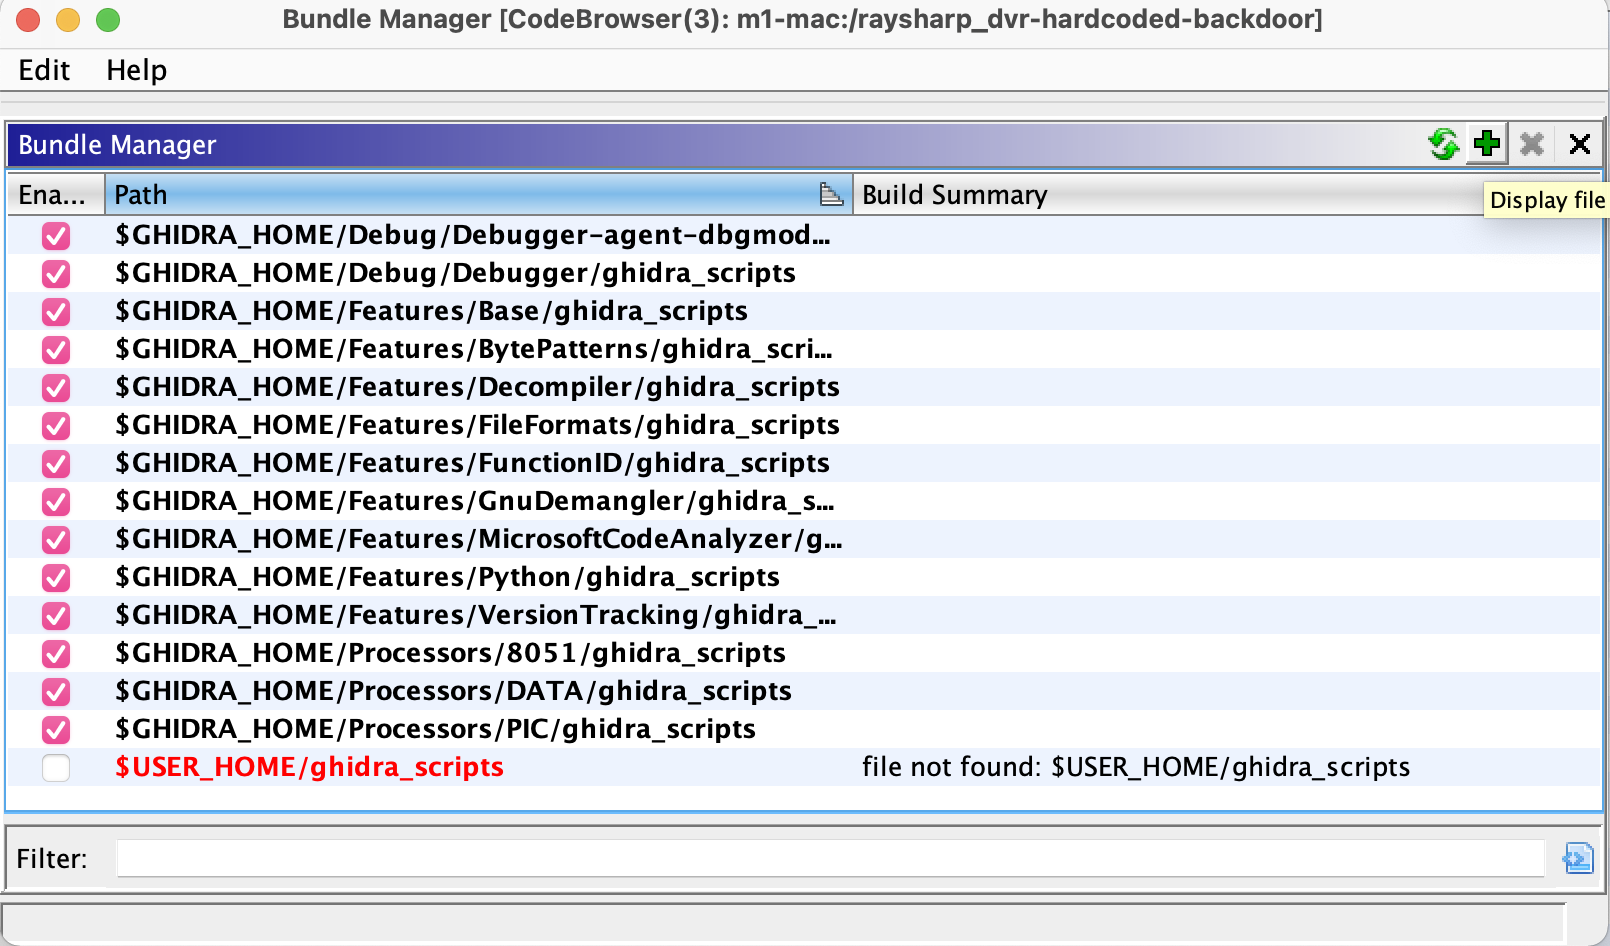 Bundle Manager [CodeBrowser(3): m1-mac:/raysharp_dvr-hardcoded-backdoor]
Edit Help
Bundle Manager
Ena... Path Build Summary
Display file
$GHIDRA_HOME/Debug/Debugger-agent-dbgmod...
$GHIDRA_HOME/Debug/Debugger/ghidra_scripts
$GHIDRA_HOME/Features/Base/ghidra_scripts
$GHIDRA_HOME/Features/BytePatterns/ghidra_scri...
$GHIDRA_HOME/Features/Decompiler/ghidra_scripts
$GHIDRA_HOME/Features/FileFormats/ghidra_scripts
$GHIDRA_HOME/Features/FunctionID/ghidra_scripts
$GHIDRA_HOME/Features/GnuDemangler/ghidra_s...
$GHIDRA_HOME/Features/MicrosoftCodeAnalyzer/g...
$GHIDRA_HOME/Features/Python/ghidra_scripts
$GHIDRA_HOME/Features/VersionTracking/ghidra_...
$GHIDRA_HOME/Processors/8051/ghidra_scripts
$GHIDRA_HOME/Processors/DATA/ghidra_scripts
$GHIDRA_HOME/Processors/PIC/ghidra_scripts
$USER_HOME/ghidra_scripts file not found: $USER_HOME/ghidra_scripts
Filter: